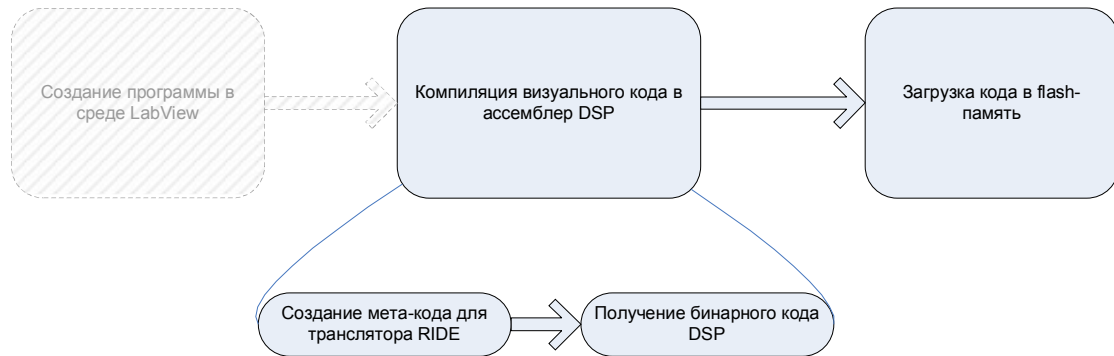 Создание программы в
среде LabView
Компиляция визуального кода в
ассемблер DSP
Загрузка кода в flash-
память
Создание мета-кода для
транслятора RIDE
Получение бинарного кода
DSP